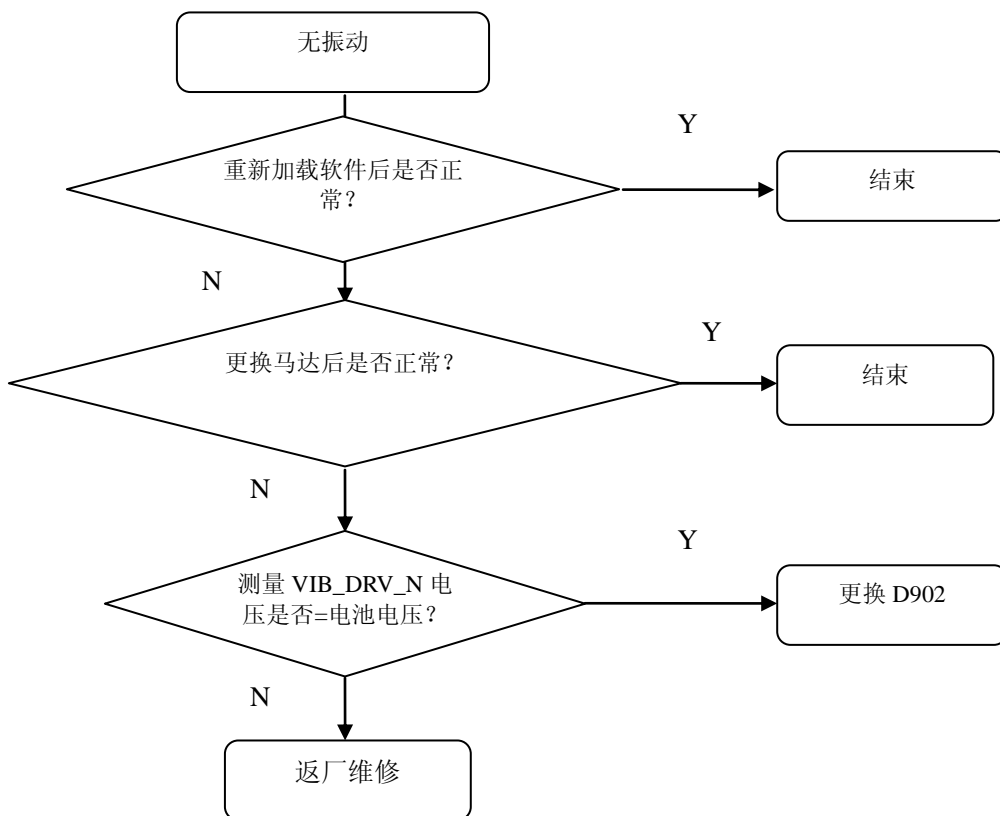 无振动
Y
重新加载软件后是否正
常？
结束
N
Y
更换马达后是否正常？
结束
N
Y
测量 VIB_DRV_N 电
压是否=电池电压？
更换 D902
N
返厂维修